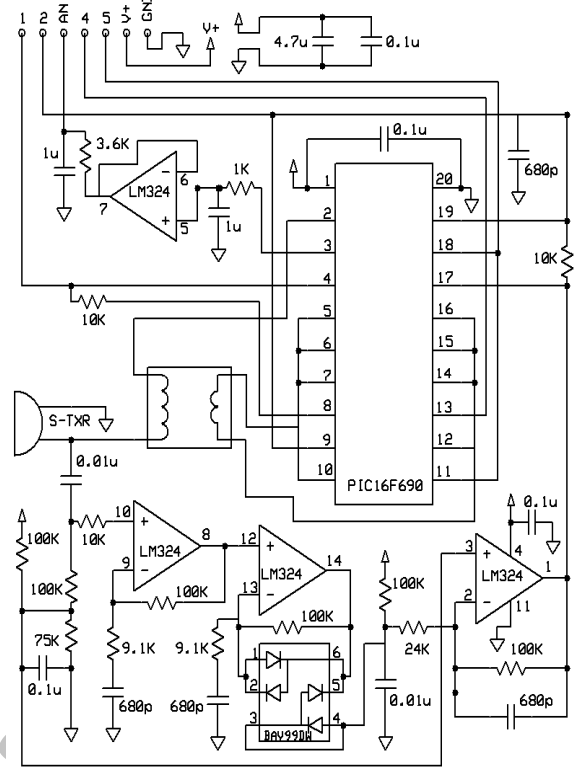 1 2 AN 4 5 V+ GND
V+
4.7u 0.1u
0.1u
680p
3.6K
1u
LM324
6
7
5
1K
1u
1 20
2 19
3 18
4 17
5 16
6 15
7 14
8 13
9 12
10 11
PIC16F690
10K
10K
S-TXR
0.01u
100K
10K
10
9
8
LM324
12
13
14
LM324
0.1u
3
2
4
1
11
LM324
100K
100K
100K
100K
24K
100K
75K
9.1K
9.1K
0.1u
680p
680p
1 6
2 5
3 4
BAV99DW
0.01u
680p